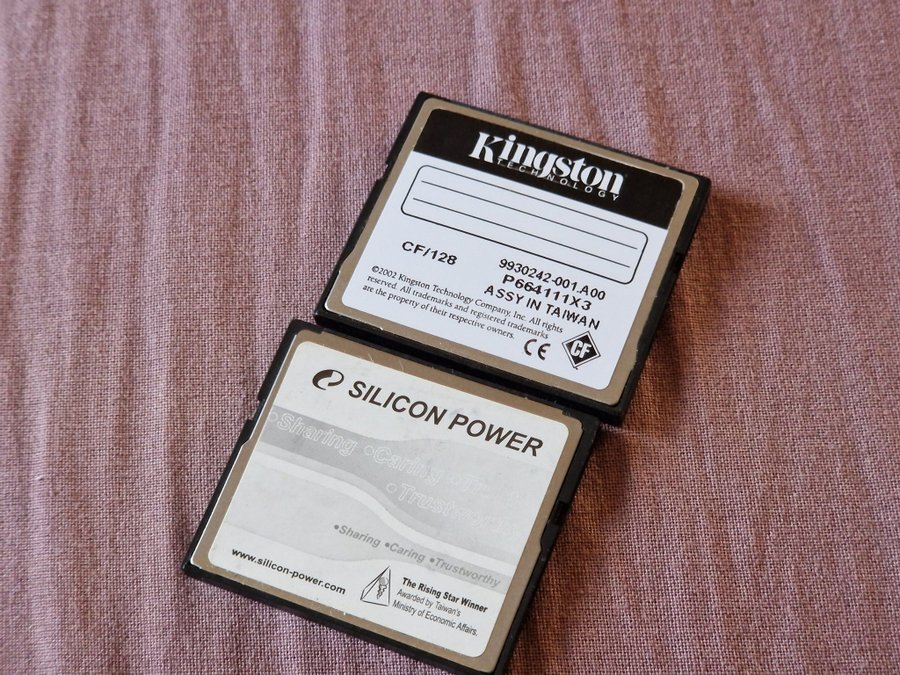 Kingston
TECHNOLOGY
CF/128
9930242-001.A00
P664111X3
ASSY IN TAIWAN
©2002 Kingston Technology Company, Inc. All rights
reserved. All trademarks and registered trademarks
are the property of their respective owners.
CE
CF
SILICON POWER
•Sharing •Caring
•Trustworthy
•Sharing •Caring •Trustworthy
www.silicon-power.com
The Rising Star Winner
Awarded by Taiwan's
Ministry of Economic Affairs.